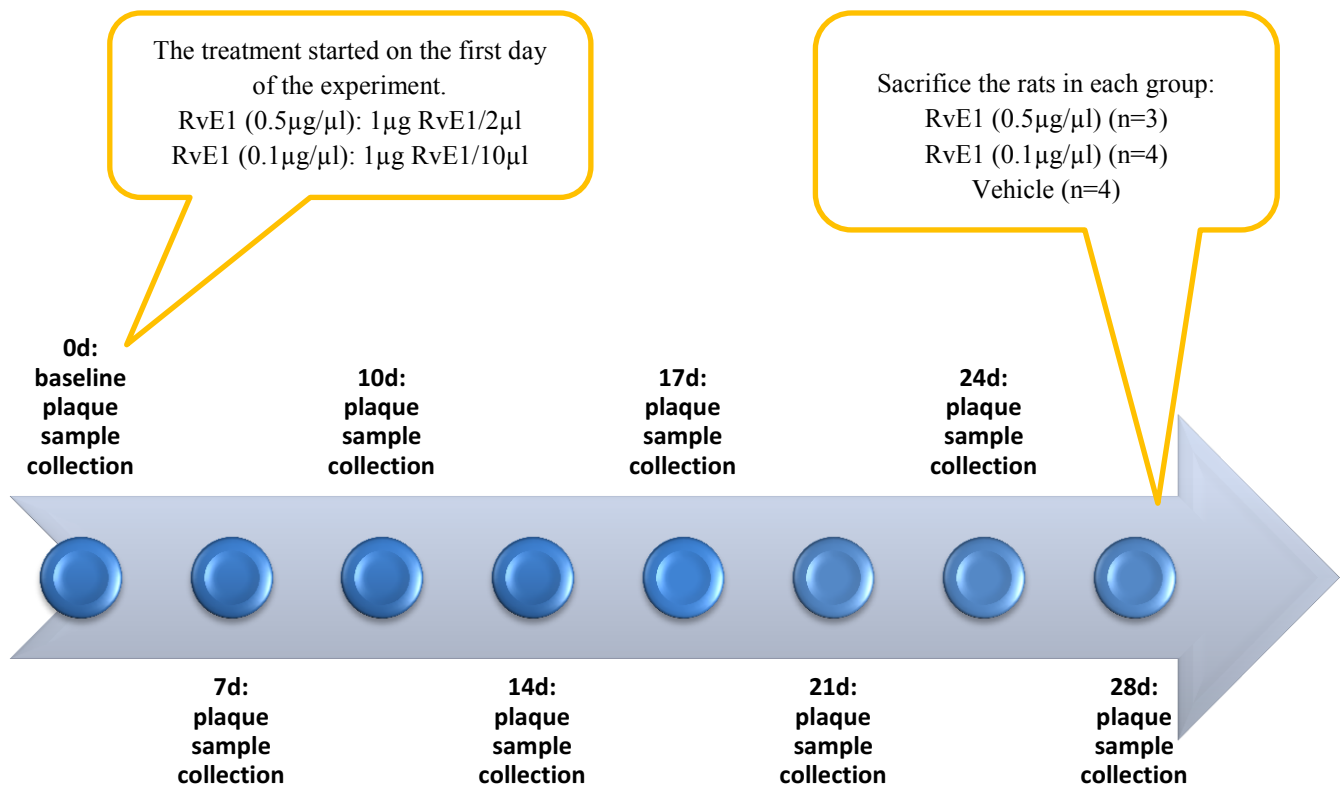 The treatment started on the first day
of the experiment.
RvE1 (0.5µg/µl): 1µg RvE1/2µl
RvE1 (0.1µg/µl): 1µg RvE1/10µl
Sacrifice the rats in each group:
RvE1 (0.5µg/µl) (n=3)
RvE1 (0.1µg/µl) (n=4)
Vehicle (n=4)
0d:
baseline
plaque
sample
collection
10d:
plaque
sample
collection
17d:
plaque
sample
collection
24d:
plaque
sample
collection
7d:
plaque
sample
collection
14d:
plaque
sample
collection
21d:
plaque
sample
collection
28d:
plaque
sample
collection